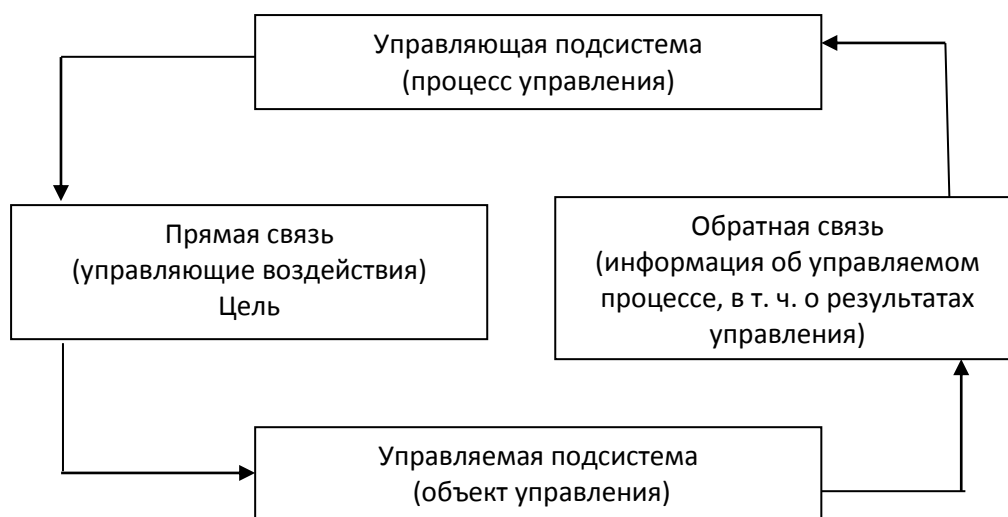 Управляющая подсистема
(процесс управления)
Прямая связь
(управляющие воздействия)
Цель
Обратная связь
(информация об управляемом
процессе, в т. ч. о результатах
управления)
Управляемая подсистема
(объект управления)